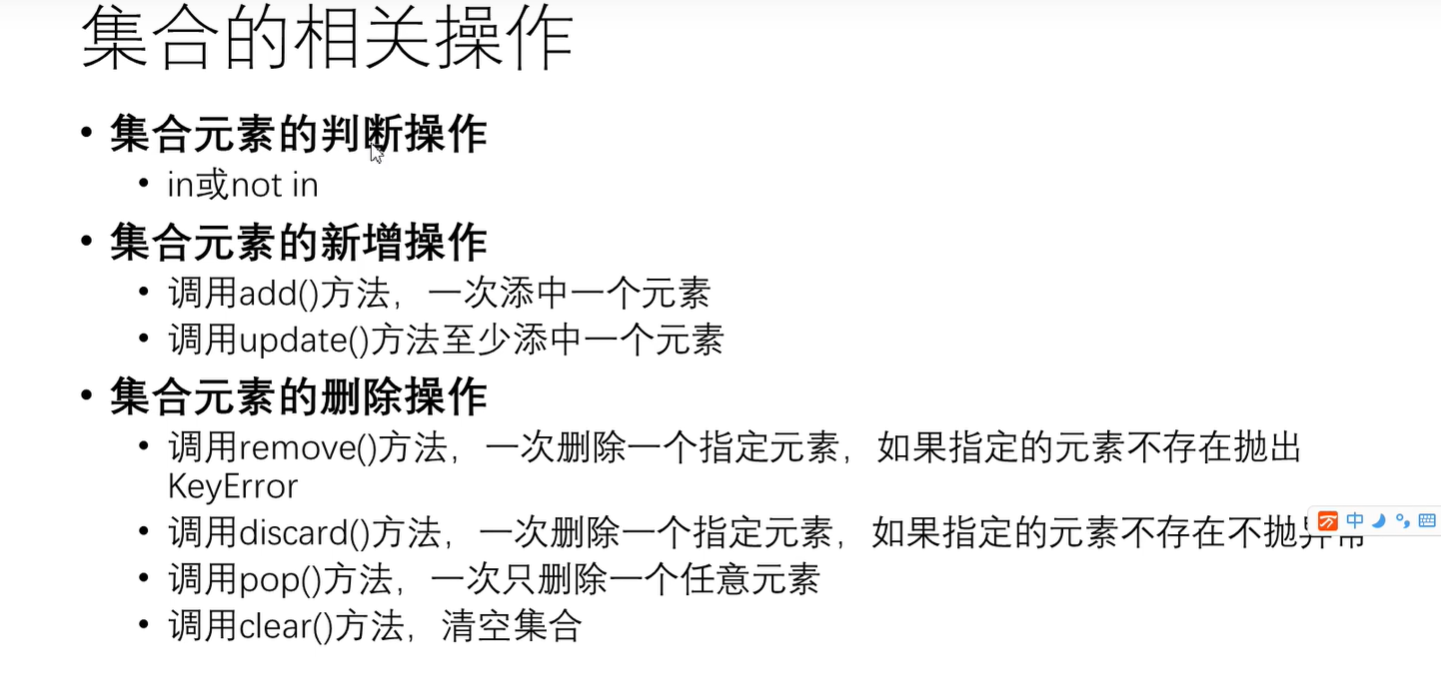 集合的相关操作
• 集合元素的判断操作
• in或not in
• 集合元素的新增操作
• 调用add()方法，一次添中一个元素
• 调用update()方法至少添中一个元素
• 集合元素的删除操作
• 调用remove()方法，一次删除一个指定元素，如果指定的元素不存在抛出
KeyError
• 调用discard()方法，一次删除一个指定元素，如果指定的元素不存在不抛异常
中
• 调用pop()方法，一次只删除一个任意元素
• 调用clear()方法，清空集合